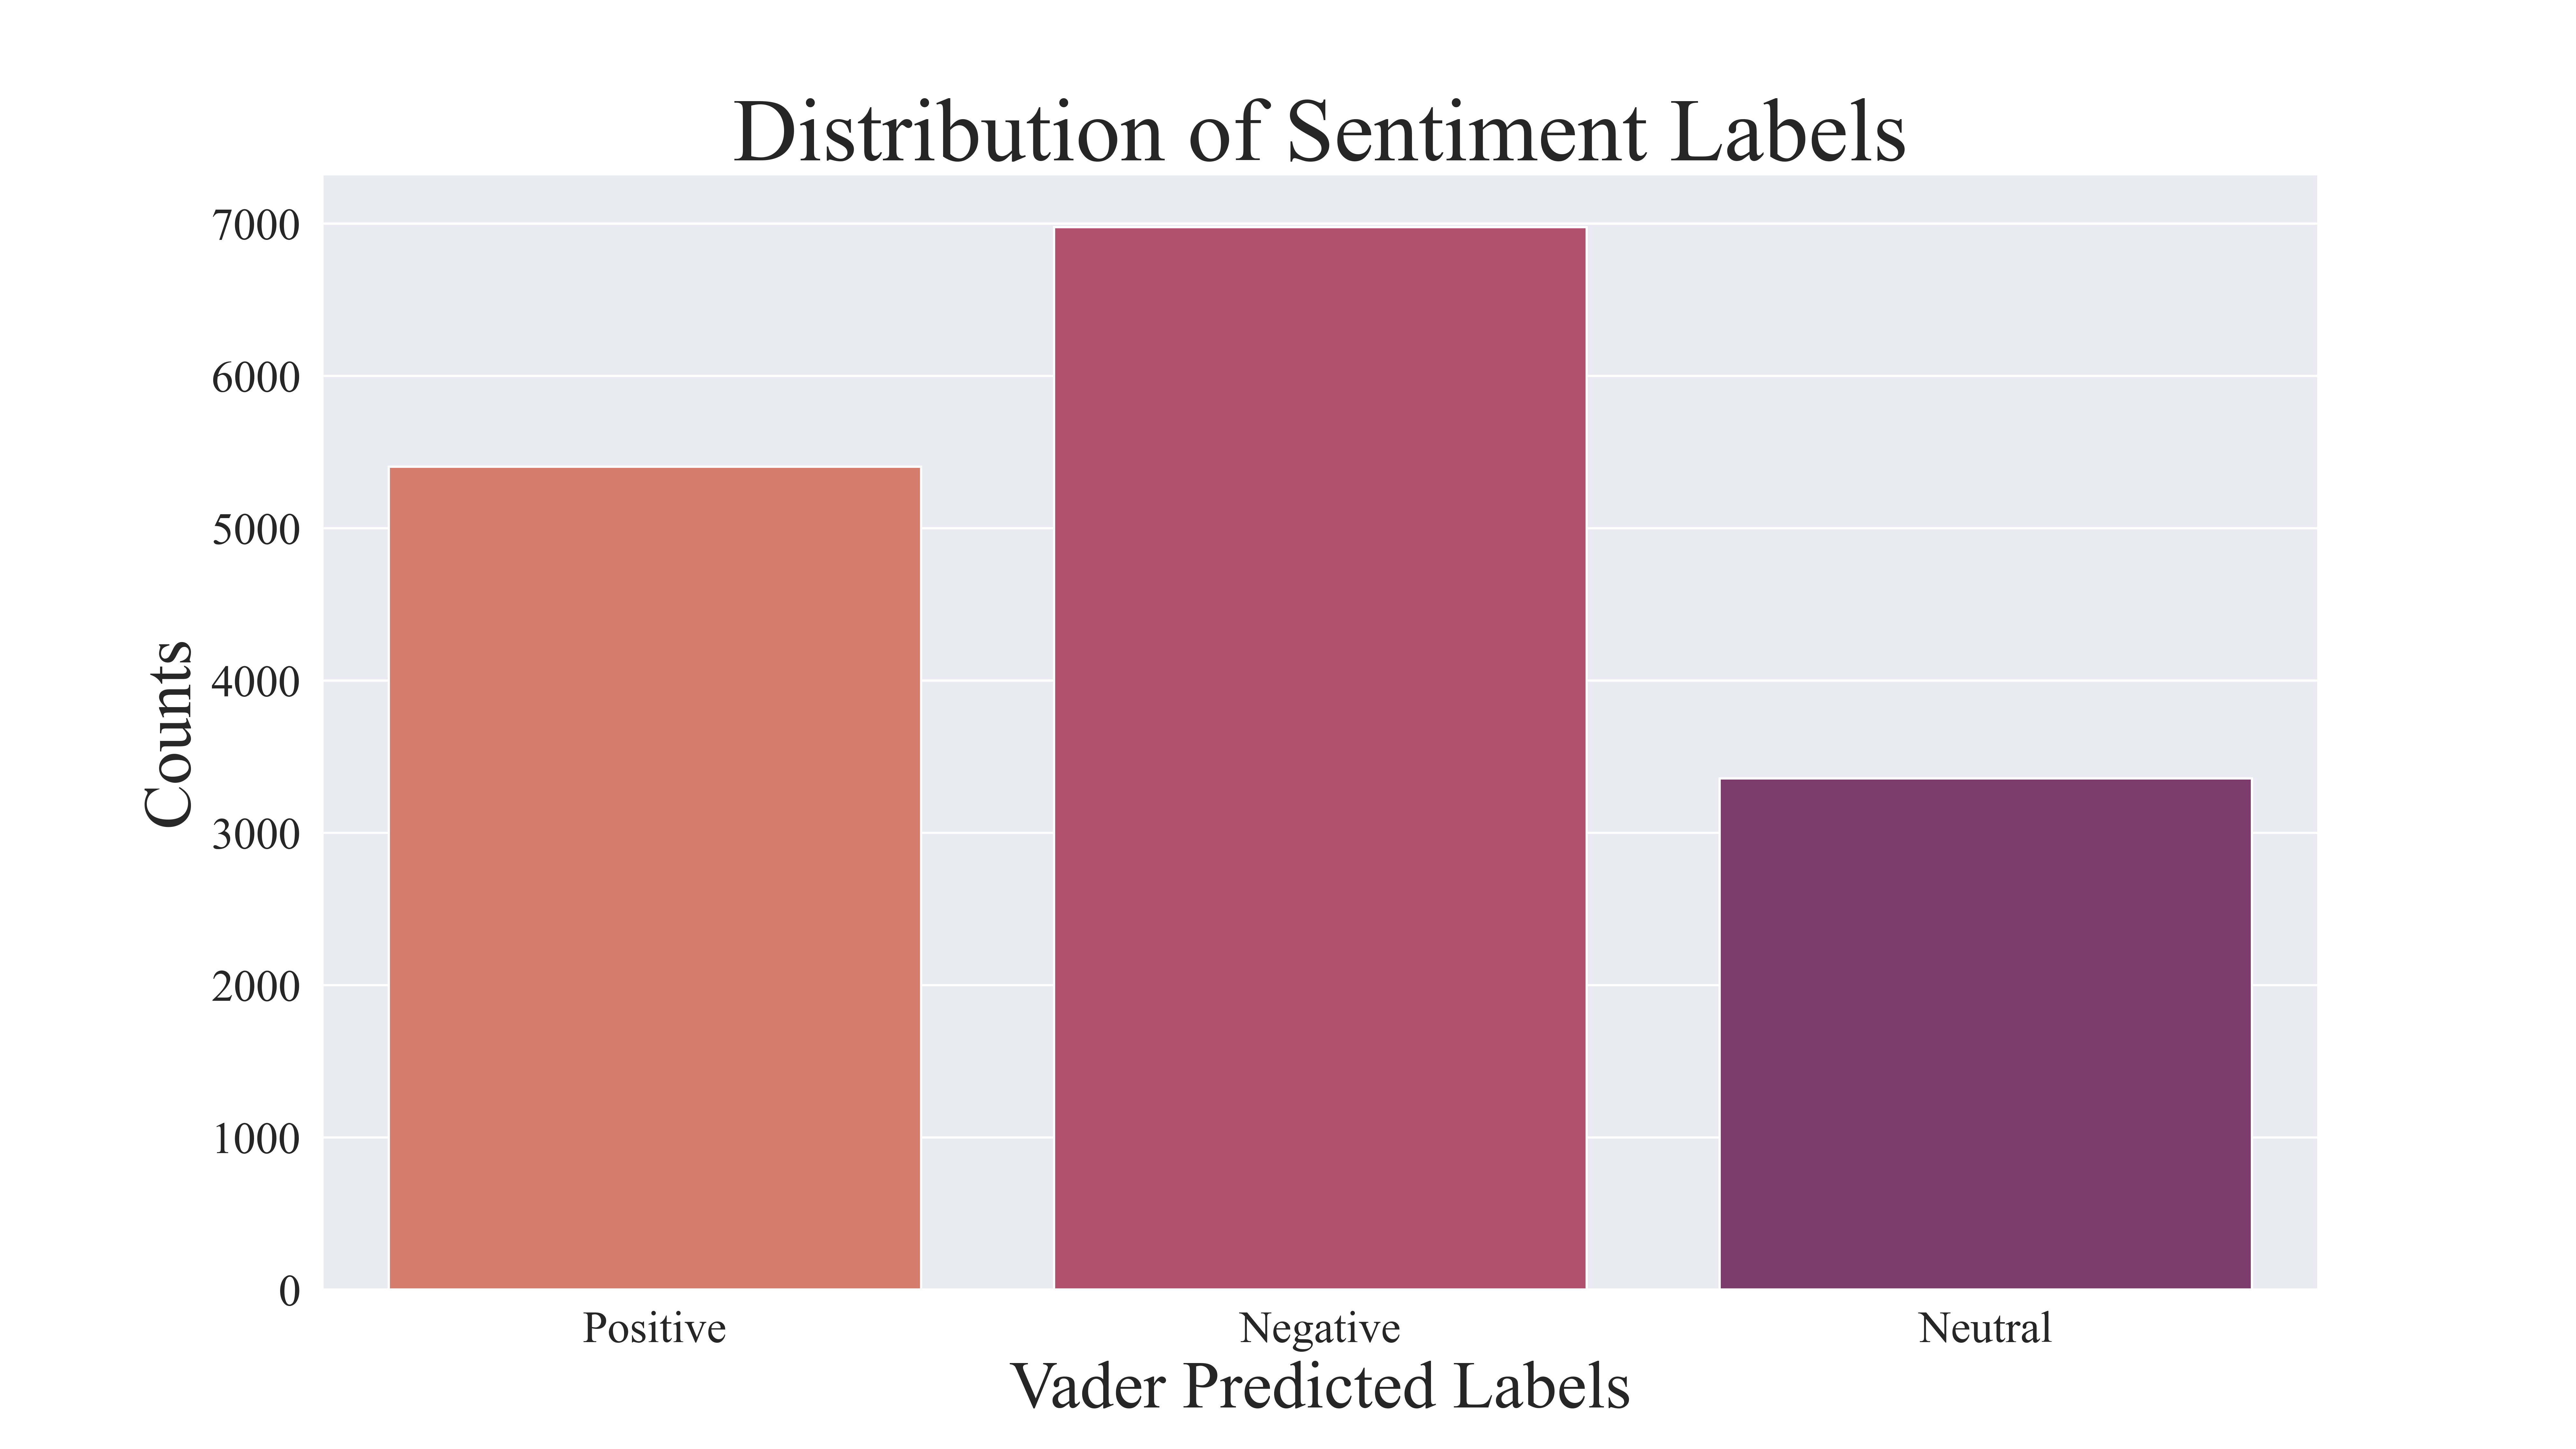 Distribution of Sentiment Labels
Counts
7000
6000
5000
4000
3000
2000
1000
0
Positive Negative Neutral
Vader Predicted Labels